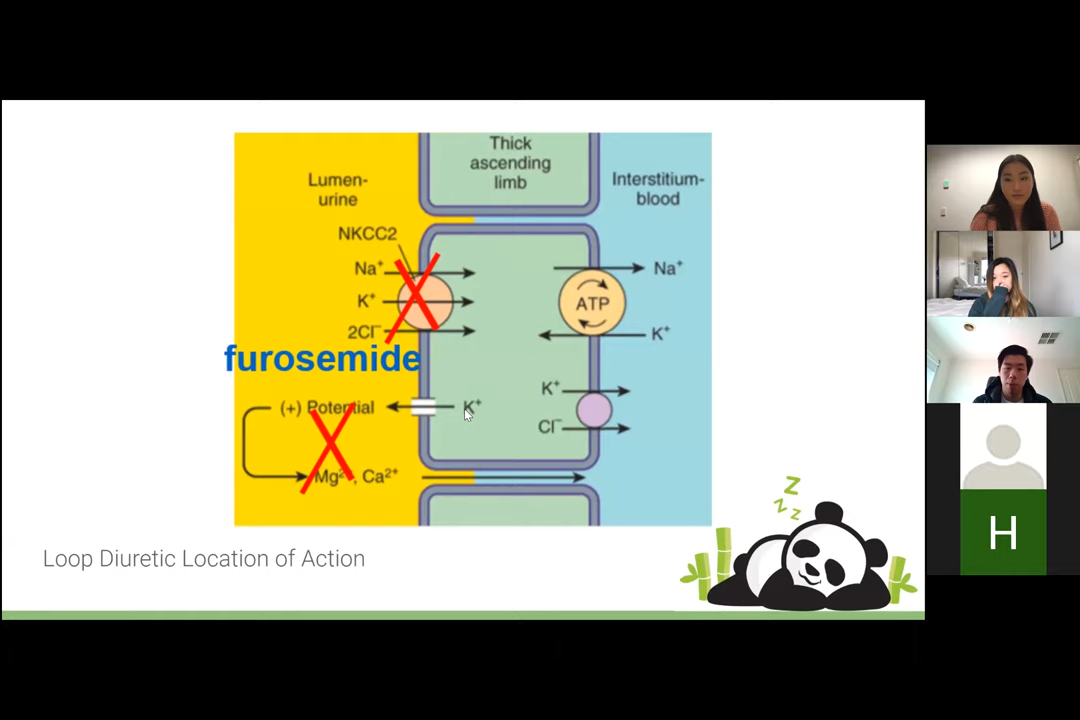 Thick
ascending
limb
Lumen-
urine
Interstitium-
blood
NKCC2
Na⁺
K⁺
2Cl⁻
Na⁺
ATP
K⁺
furosemide
(+) Potential
K⁺
K⁺
Cl⁻
Mg²⁺, Ca²⁺
Z
Z
Z
Loop Diuretic Location of Action
H